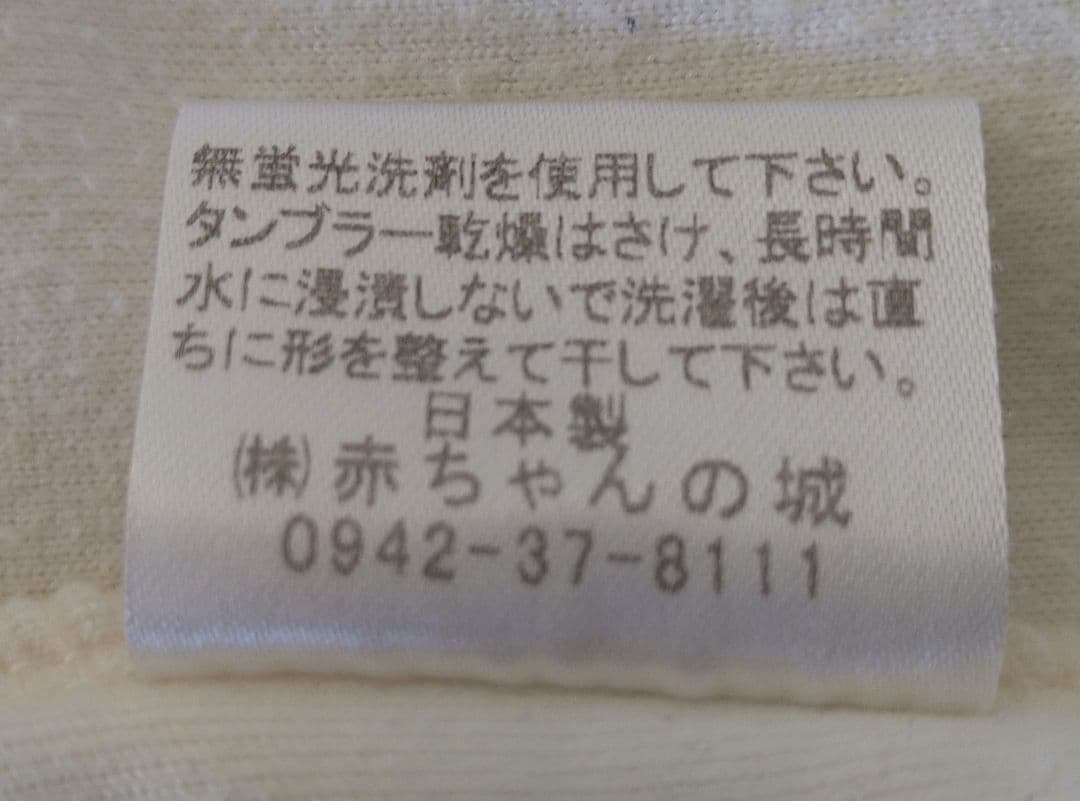 無蛍光洗剤を使用して下さい。
タンブラー乾燥はさけ、長時間
水に浸漬しないで洗濯後は直
ちに形を整えて干して下さい。
日本製
㈱赤ちゃんの城
0942-37-8111